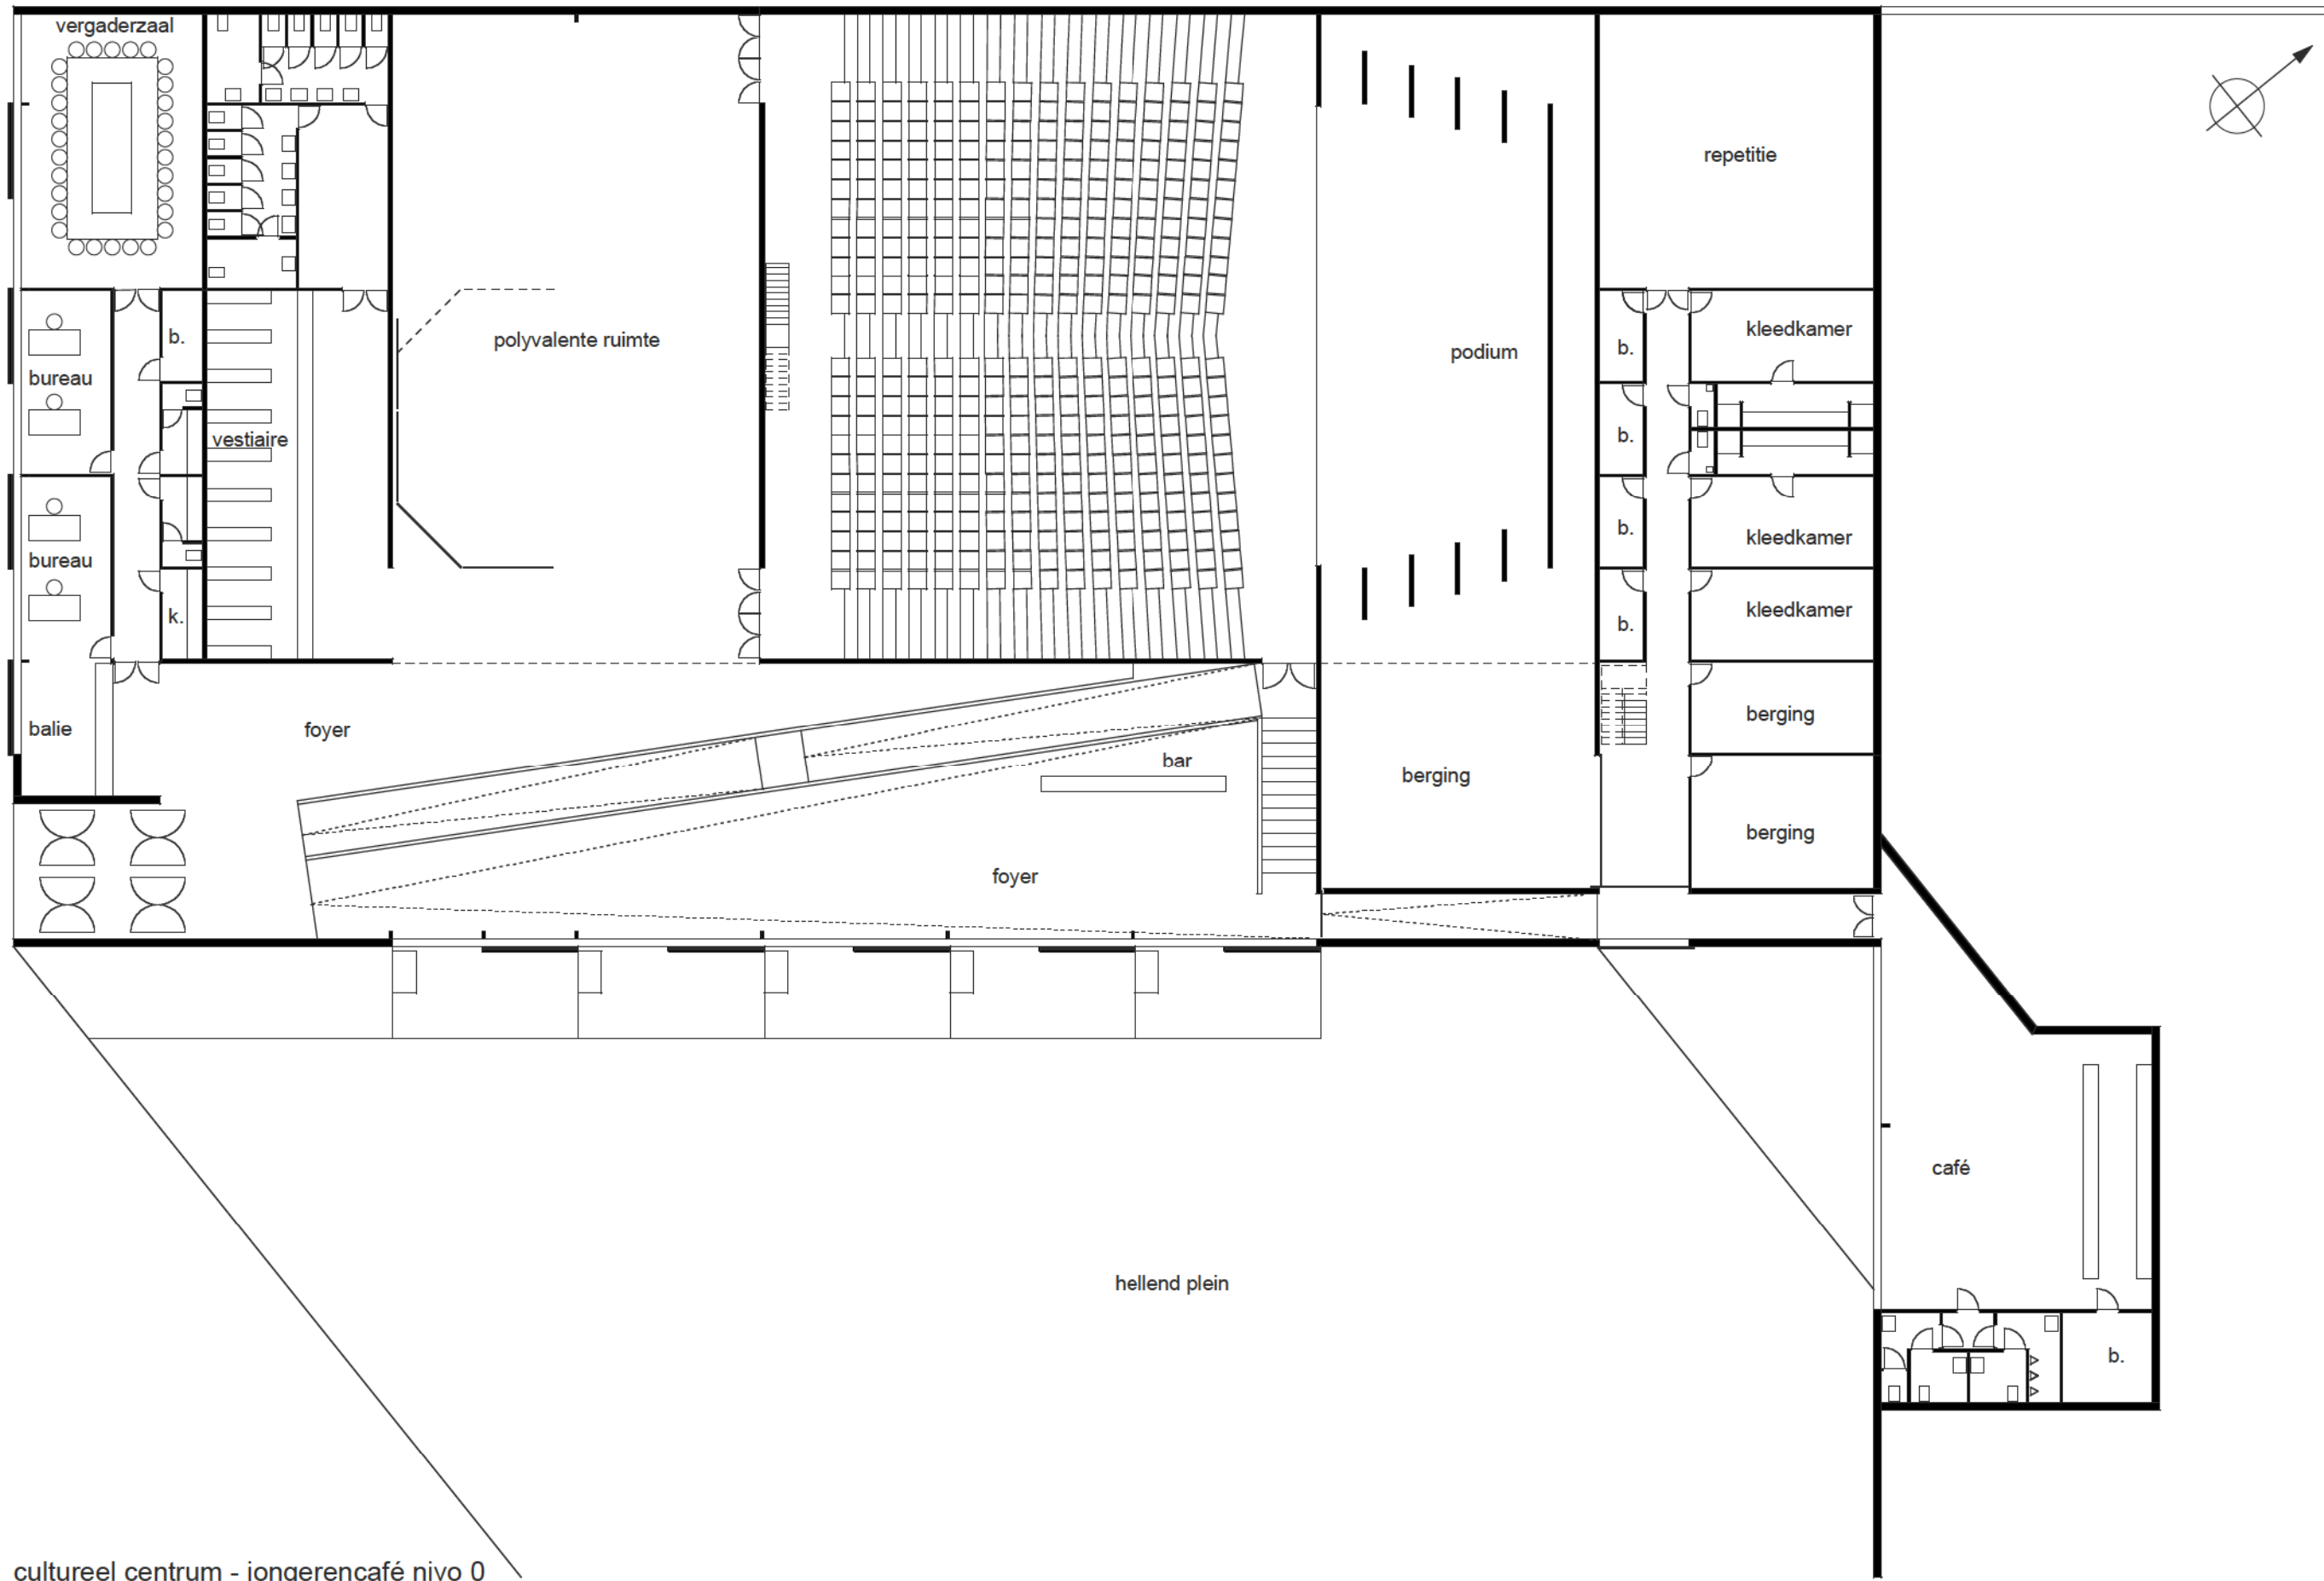 vergaderzaal
repetitie
kleedkamer
polyvalente ruimte
b.
b.
podium
bureau
b.
vestiaire
kleedkamer
b.
bureau
kleedkamer
k.
b.
berging
balie
foyer
bar
berging
berging
foyer
café
hellend plein
b.
cultureel centrum - jongerencafé nivo 0